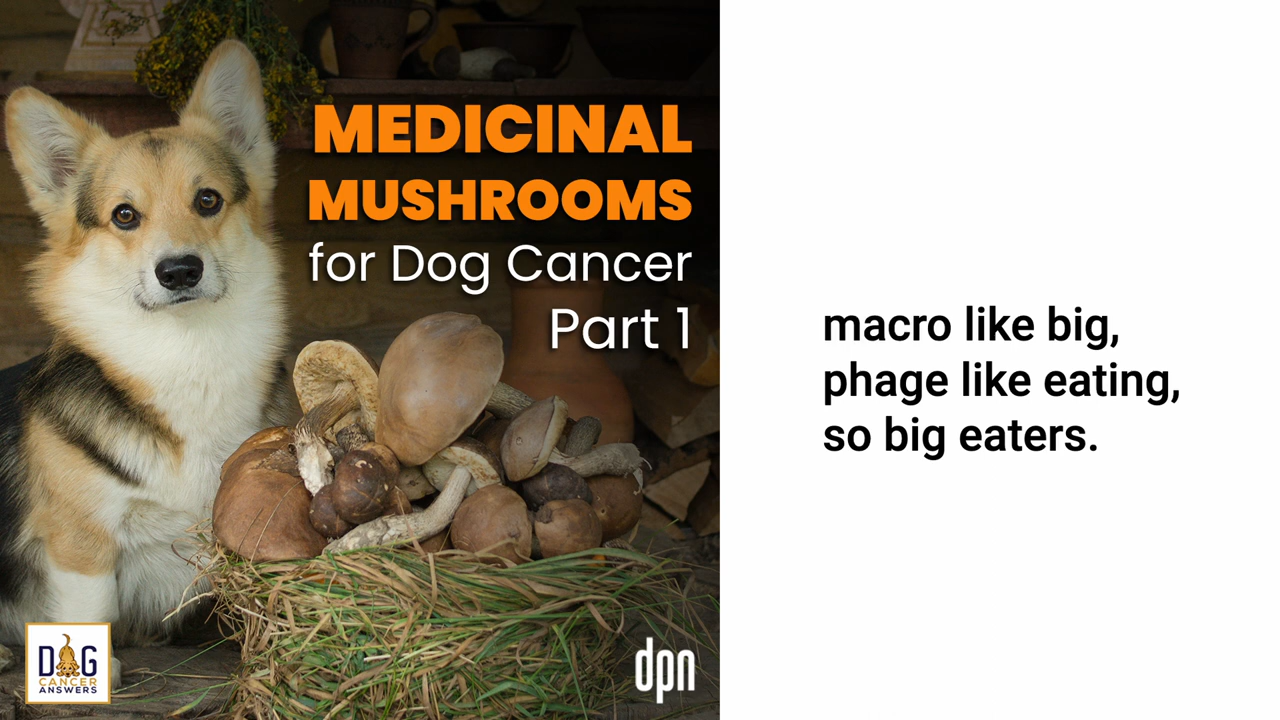 MEDICINAL
MUSHROOMS
for Dog Cancer
Part 1
DOG
CANCER
ANSWERS
dpn
macro like big,
phage like eating,
so big eaters.